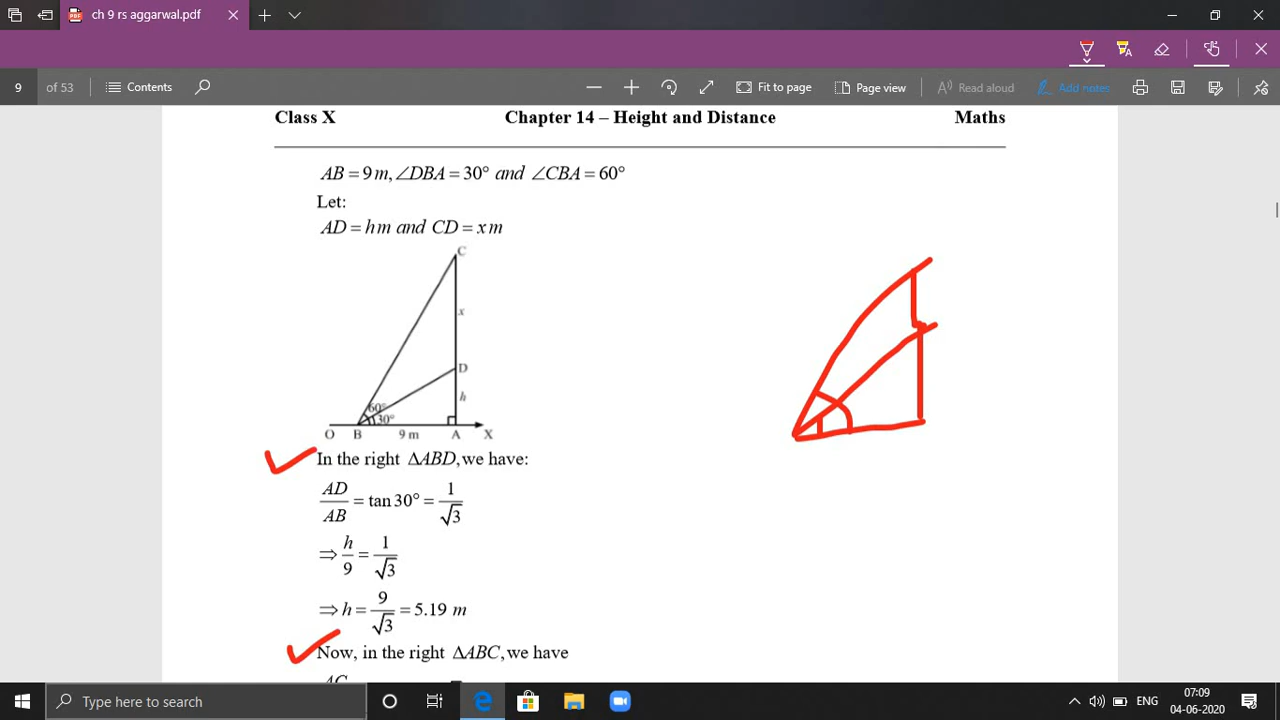 ch 9 rs aggarwal.pdf
9 of 53 Contents Fit to page Page view Read aloud Add notes
Class X Chapter 14 – Height and Distance Maths
AB = 9 m, ∠DBA = 30° and ∠CBA = 60°
Let:
AD = h m and CD = x m
C
x
D
h
60°
30°
O B 9 m A X
In the right ΔABD, we have:
AD/AB = tan 30° = 1/√3
⇒ h/9 = 1/√3
⇒ h = 9/√3 = 5.19 m
Now, in the right ΔABC, we have
AC
Type here to search
ENG
07:09
04-06-2020